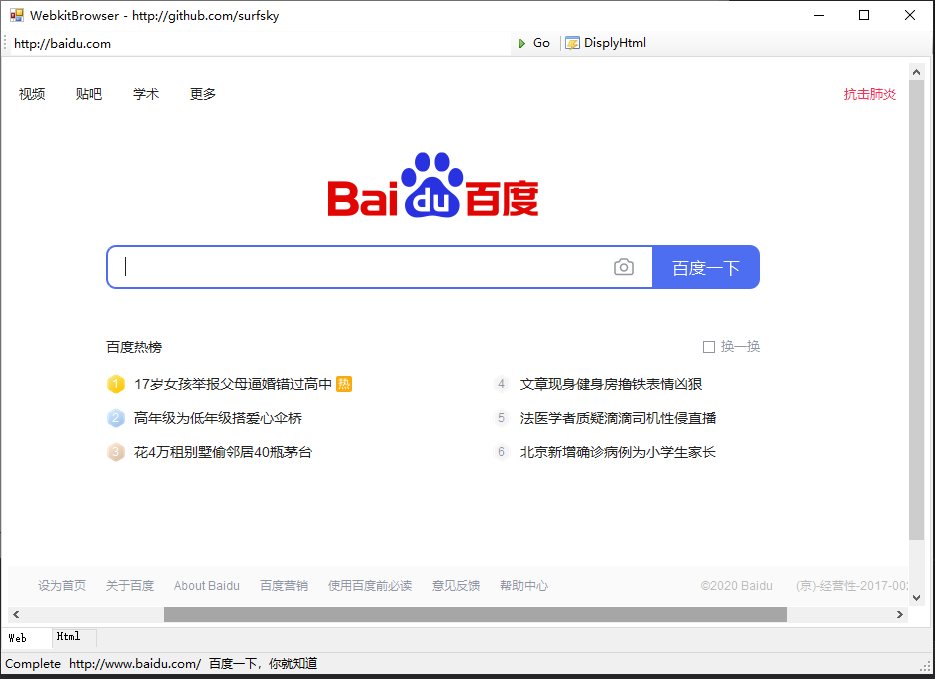 WebkitBrowser - http://github.com/surfsky
http://baidu.com Go DisplyHtml
视频 贴吧 学术 更多 抗击肺炎
Bai du 百度
百度一下
百度热榜 换一换
1 17岁女孩举报父母逼婚错过高中 热
4 文章现身健身房撸铁表情凶狠
2 高年级为低年级搭爱心伞桥
5 法医学者质疑滴滴司机性侵直播
3 花4万租别墅偷邻居40瓶茅台
6 北京新增确诊病例为小学生家长
设为首页 关于百度 About Baidu 百度营销 使用百度前必读 意见反馈 帮助中心 ©2020 Baidu (京)-经营性-2017-002
Web Html
Complete http://www.baidu.com/ 百度一下，你就知道